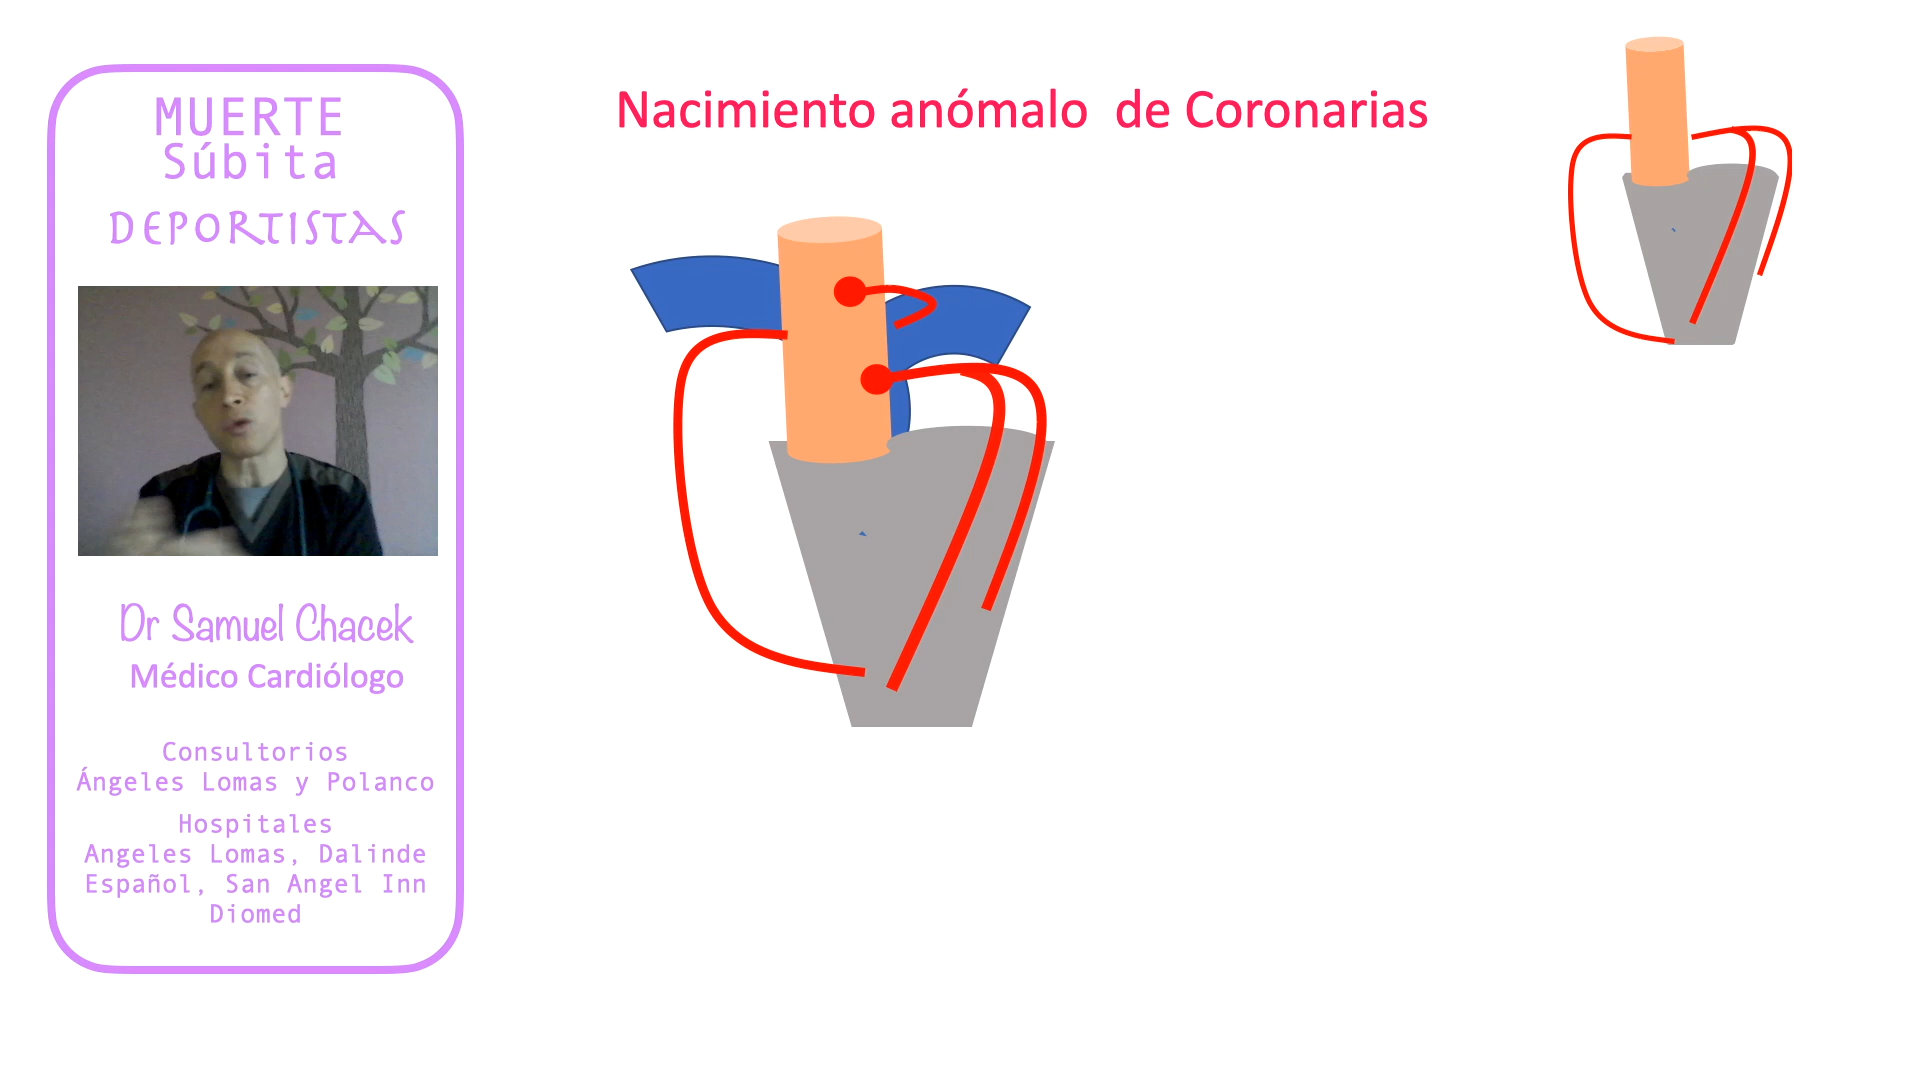 MUERTE
Súbita
DEPORTISTAS
Dr Samuel Chacek
Médico Cardiólogo
Consultorios
Ángeles Lomas y Polanco
Hospitales
Angeles Lomas, Dalinde
Español, San Angel Inn
Diomed
Nacimiento anómalo de Coronarias